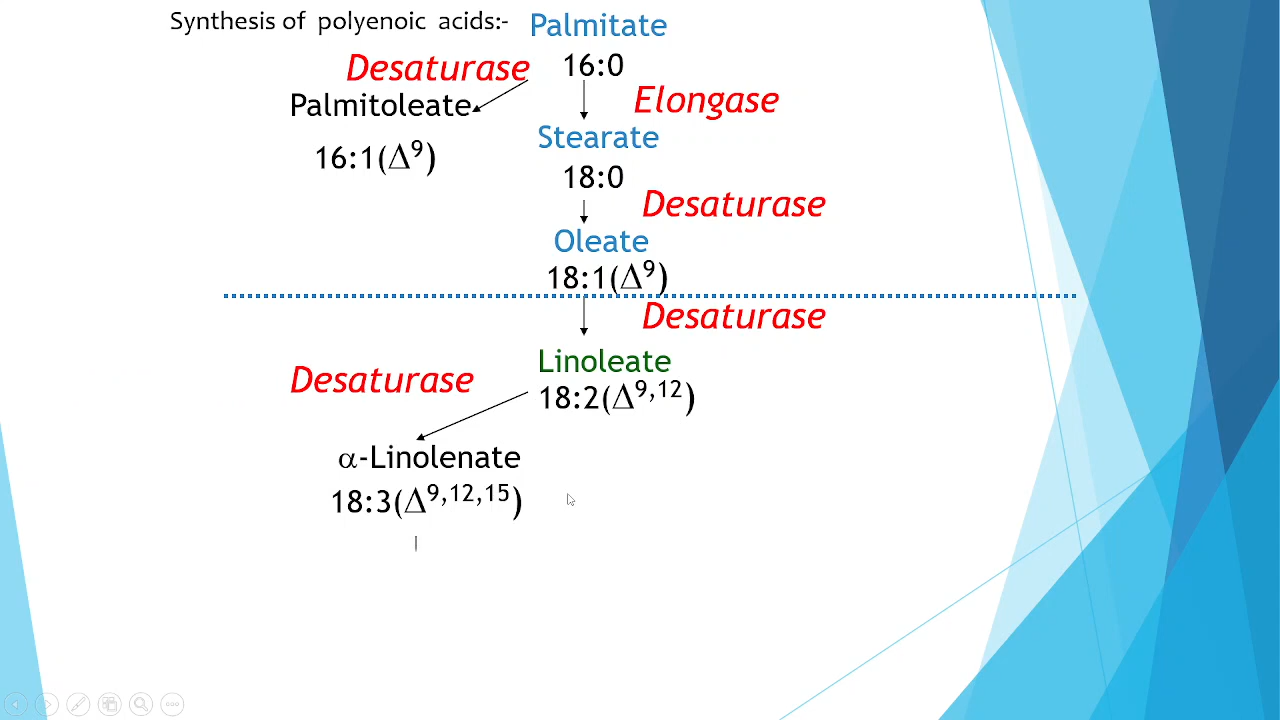 Synthesis of polyenoic acids:-
Palmitate
Desaturase
16:0
Palmitoleate
Elongase
16:1(Δ⁹)
Stearate
18:0
Desaturase
Oleate
18:1(Δ⁹)
Desaturase
Linoleate
Desaturase
18:2(Δ⁹,¹²)
α-Linolenate
18:3(Δ⁹,¹²,¹⁵)